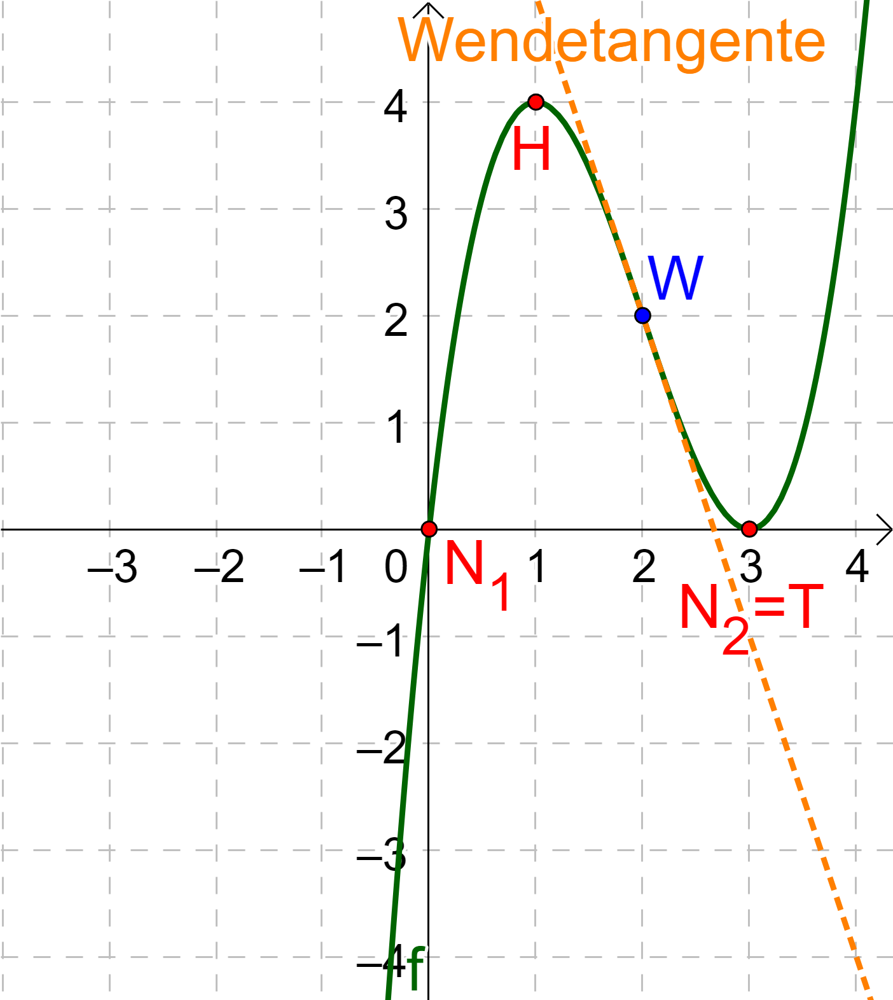 Wendetangente
4
H
3
W
2
1
–3 –2 –1 0 N1 1 2 3 4
N2=T
–1
–2
–3
–4 f